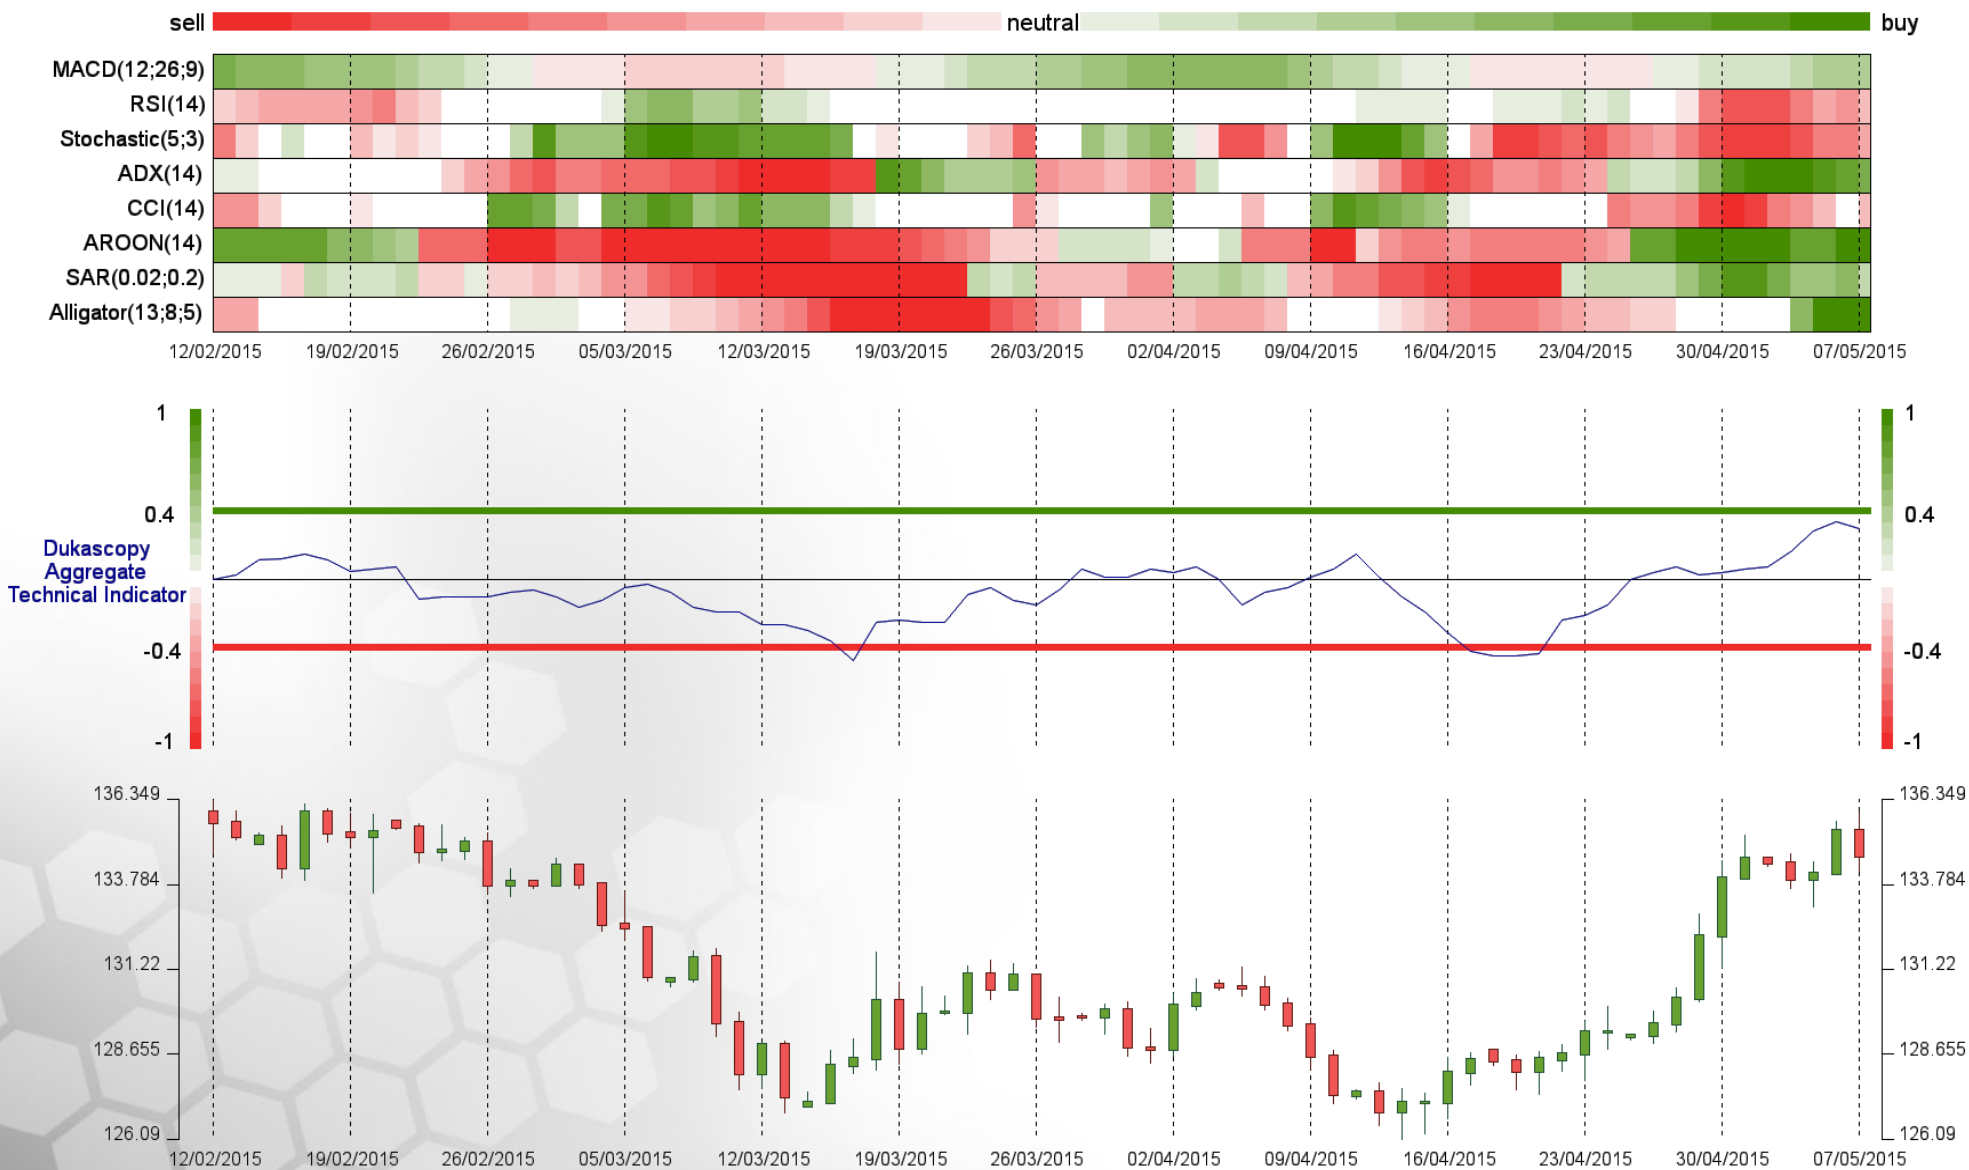 sell neutral buy
MACD(12;26;9)
RSI(14)
Stochastic(5;3)
ADX(14)
CCI(14)
AROON(14)
SAR(0.02;0.2)
Alligator(13;8;5)
12/02/2015 19/02/2015 26/02/2015 05/03/2015 12/03/2015 19/03/2015 26/03/2015 02/04/2015 09/04/2015 16/04/2015 23/04/2015 30/04/2015 07/05/2015
1 1
0.4 0.4
Dukascopy
Aggregate
Technical Indicator
-0.4 -0.4
-1 -1
136.349 136.349
133.784 133.784
131.22 131.22
128.655 128.655
126.09 126.09
12/02/2015 19/02/2015 26/02/2015 05/03/2015 12/03/2015 19/03/2015 26/03/2015 02/04/2015 09/04/2015 16/04/2015 23/04/2015 30/04/2015 07/05/2015